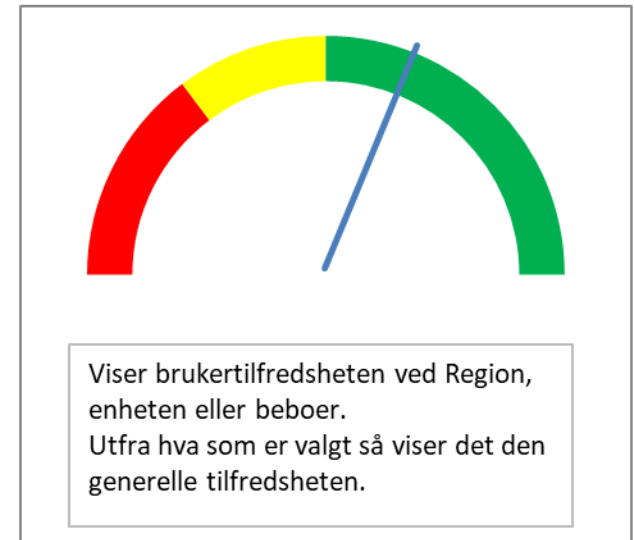 Viser brukertilfredsheten ved Region,
enheten eller beboer.
Utfra hva som er valgt så viser det den
generelle tilfredsheten.